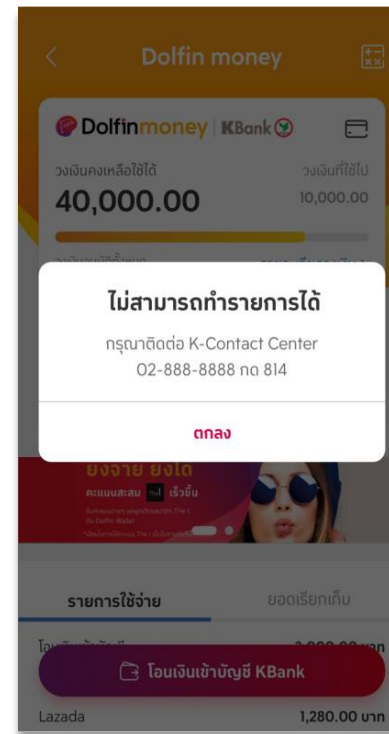 Dolfin money
Dolfinmoney KBank
วงเงินคงเหลือใช้ได้
วงเงินที่ใช้ไป
40,000.00
10,000.00
ไม่สามารถทำรายการได้
กรุณาติดต่อ K-Contact Center
02-888-8888 กด 814
ตกลง
ยิ่งจ่าย ยิ่งได้
คะแนนสะสม The 1 เร็วขึ้น
รายการใช้จ่าย
ยอดเรียกเก็บ
โอนเงินเข้าบัญชี KBank
Lazada
1,280.00 บาท